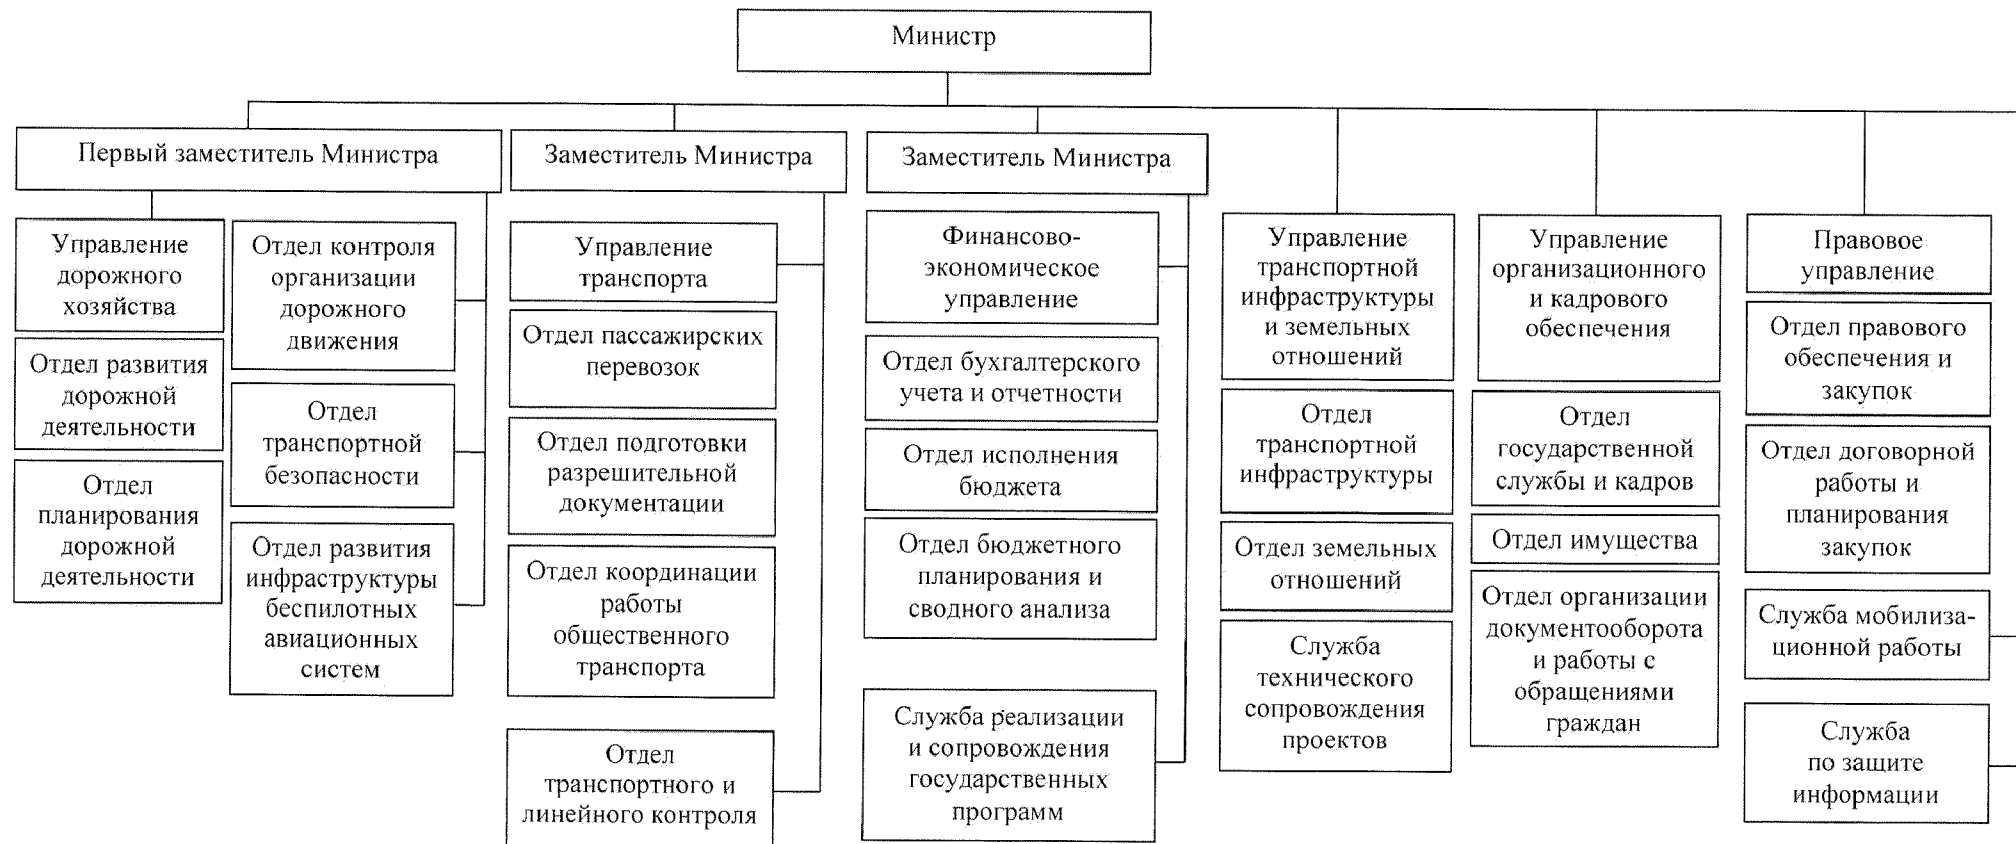 Министр
Первый заместитель Министра
Заместитель Министра
Заместитель Министра
Управление
дорожного
хозяйства
Отдел развития
дорожной
деятельности
Отдел
планирования
дорожной
деятельности
Отдел контроля
организации
дорожного
движения
Отдел
транспортной
безопасности
Отдел развития
инфраструктуры
беспилотных
авиационных
систем
Управление
транспорта
Отдел пассажирских
перевозок
Отдел подготовки
разрешительной
документации
Отдел координации
работы
общественного
транспорта
Отдел
транспортного и
линейного контроля
Финансово-
экономическое
управление
Отдел бухгалтерского
учета и отчетности
Отдел исполнения
бюджета
Отдел бюджетного
планирования и
сводного анализа
Служба реализации
и сопровождения
государственных
программ
Управление
транспортной
инфраструктуры
и земельных
отношений
Отдел
транспортной
инфраструктуры
Отдел земельных
отношений
Служба
технического
сопровождения
проектов
Управление
организационного
и кадрового
обеспечения
Отдел
государственной
службы и кадров
Отдел имущества
Отдел организации
документооборота
и работы с
обращениями
граждан
Правовое
управление
Отдел правового
обеспечения и
закупок
Отдел договорной
работы и
планирования
закупок
Служба мобилиза-
ционной работы
Служба
по защите
информации